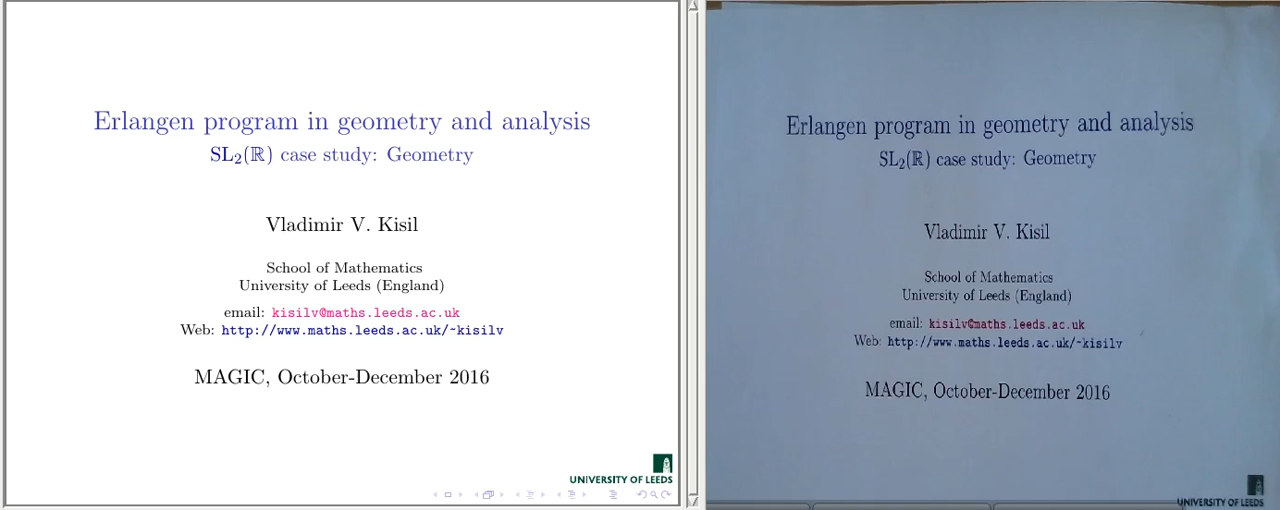 Erlangen program in geometry and analysis
SL₂(ℝ) case study: Geometry
Vladimir V. Kisil
School of Mathematics
University of Leeds (England)
email: kisilv@maths.leeds.ac.uk
Web: http://www.maths.leeds.ac.uk/~kisilv
MAGIC, October-December 2016
UNIVERSITY OF LEEDS
Erlangen program in geometry and analysis
SL₂(ℝ) case study: Geometry
Vladimir V. Kisil
School of Mathematics
University of Leeds (England)
email: kisilv@maths.leeds.ac.uk
Web: http://www.maths.leeds.ac.uk/~kisilv
MAGIC, October-December 2016
UNIVERSITY OF LEEDS